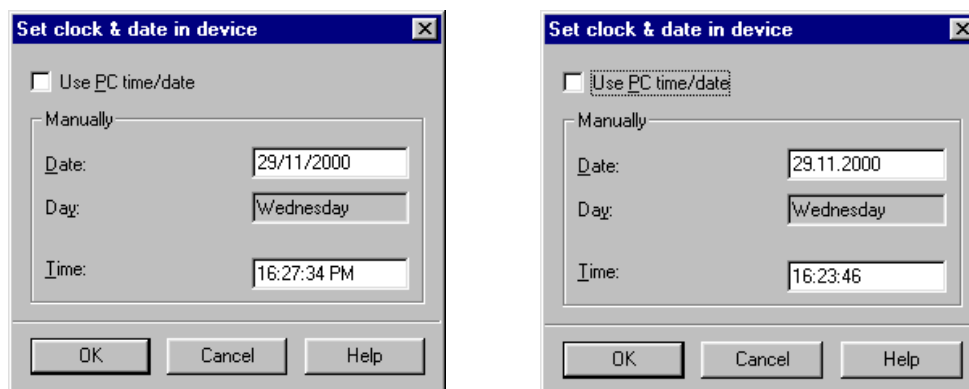 Set clock & date in device
Use PC time/date
Manually
Date: 29/11/2000
Day: Wednesday
Time: 16:27:34 PM
OK Cancel Help
Set clock & date in device
Use PC time/date
Manually
Date: 29.11.2000
Day: Wednesday
Time: 16:23:46
OK Cancel Help